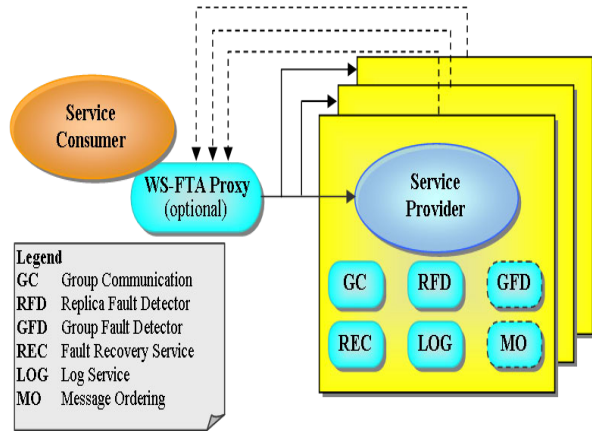 Service
Consumer
WS-FTA Proxy
(optional)
Service
Provider
GC RFD GFD
REC LOG MO
Legend
GC Group Communication
RFD Replica Fault Detector
GFD Group Fault Detector
REC Fault Recovery Service
LOG Log Service
MO Message Ordering